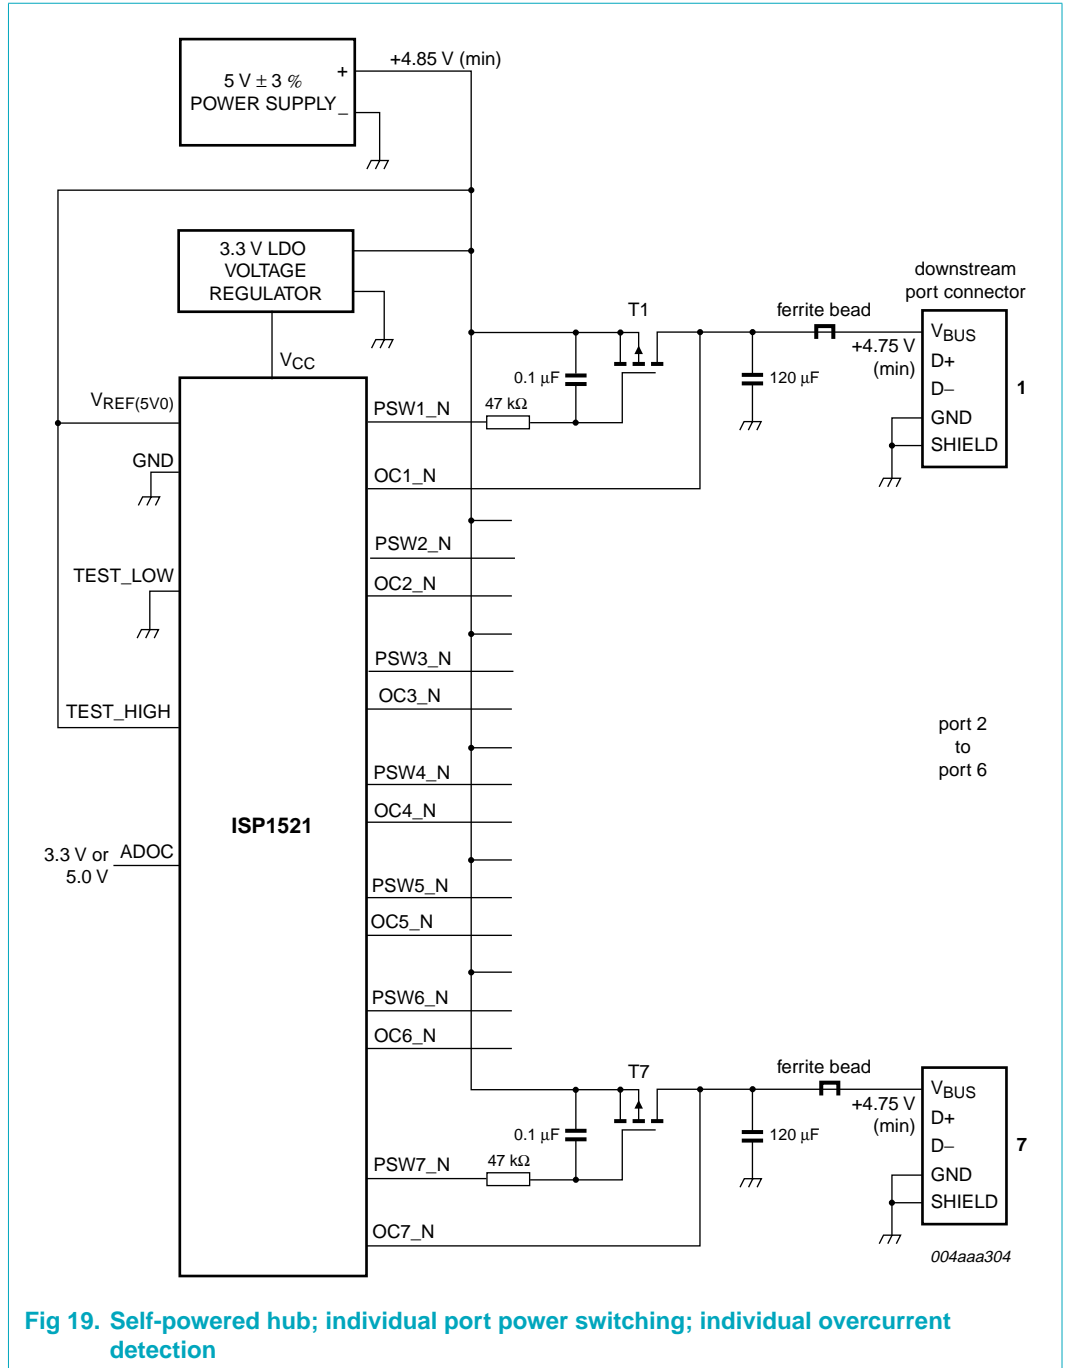 +4.85 V (min)
5 V ± 3 %
POWER SUPPLY
+
−
3.3 V LDO
VOLTAGE
REGULATOR
VCC
VREF(5V0)
GND
TEST_LOW
TEST_HIGH
3.3 V or
5.0 V
ADOC
ISP1521
PSW1_N
OC1_N
PSW2_N
OC2_N
PSW3_N
OC3_N
PSW4_N
OC4_N
PSW5_N
OC5_N
PSW6_N
OC6_N
PSW7_N
OC7_N
47 kΩ
0.1 µF
T1
120 µF
ferrite bead
+4.75 V
(min)
downstream
port connector
VBUS
D+
D−
GND
SHIELD
1
port 2
to
port 6
47 kΩ
0.1 µF
T7
120 µF
ferrite bead
+4.75 V
(min)
VBUS
D+
D−
GND
SHIELD
7
004aaa304
Fig 19. Self-powered hub; individual port power switching; individual overcurrent
detection